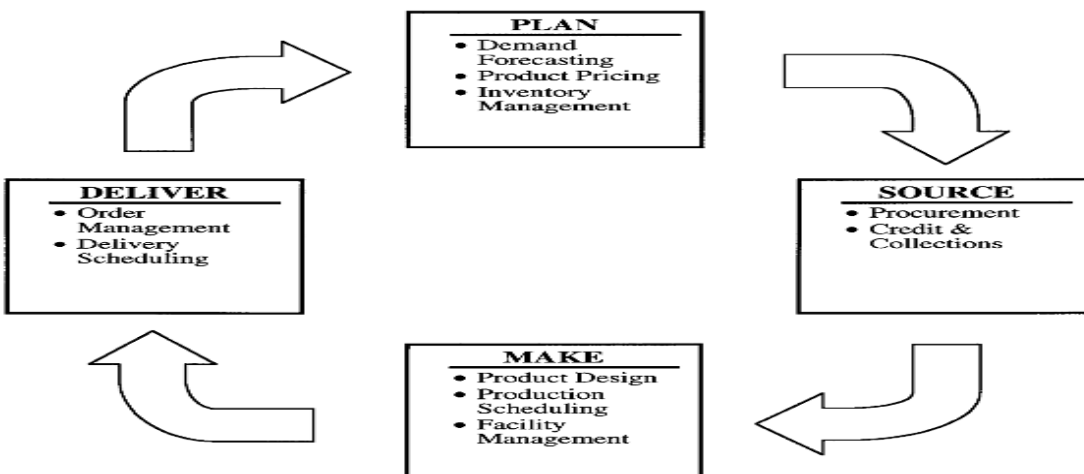 PLAN
• Demand
Forecasting
• Product Pricing
• Inventory
Management
DELIVER
• Order
Management
• Delivery
Scheduling
SOURCE
• Procurement
• Credit &
Collections
MAKE
• Product Design
• Production
Scheduling
• Facility
Management